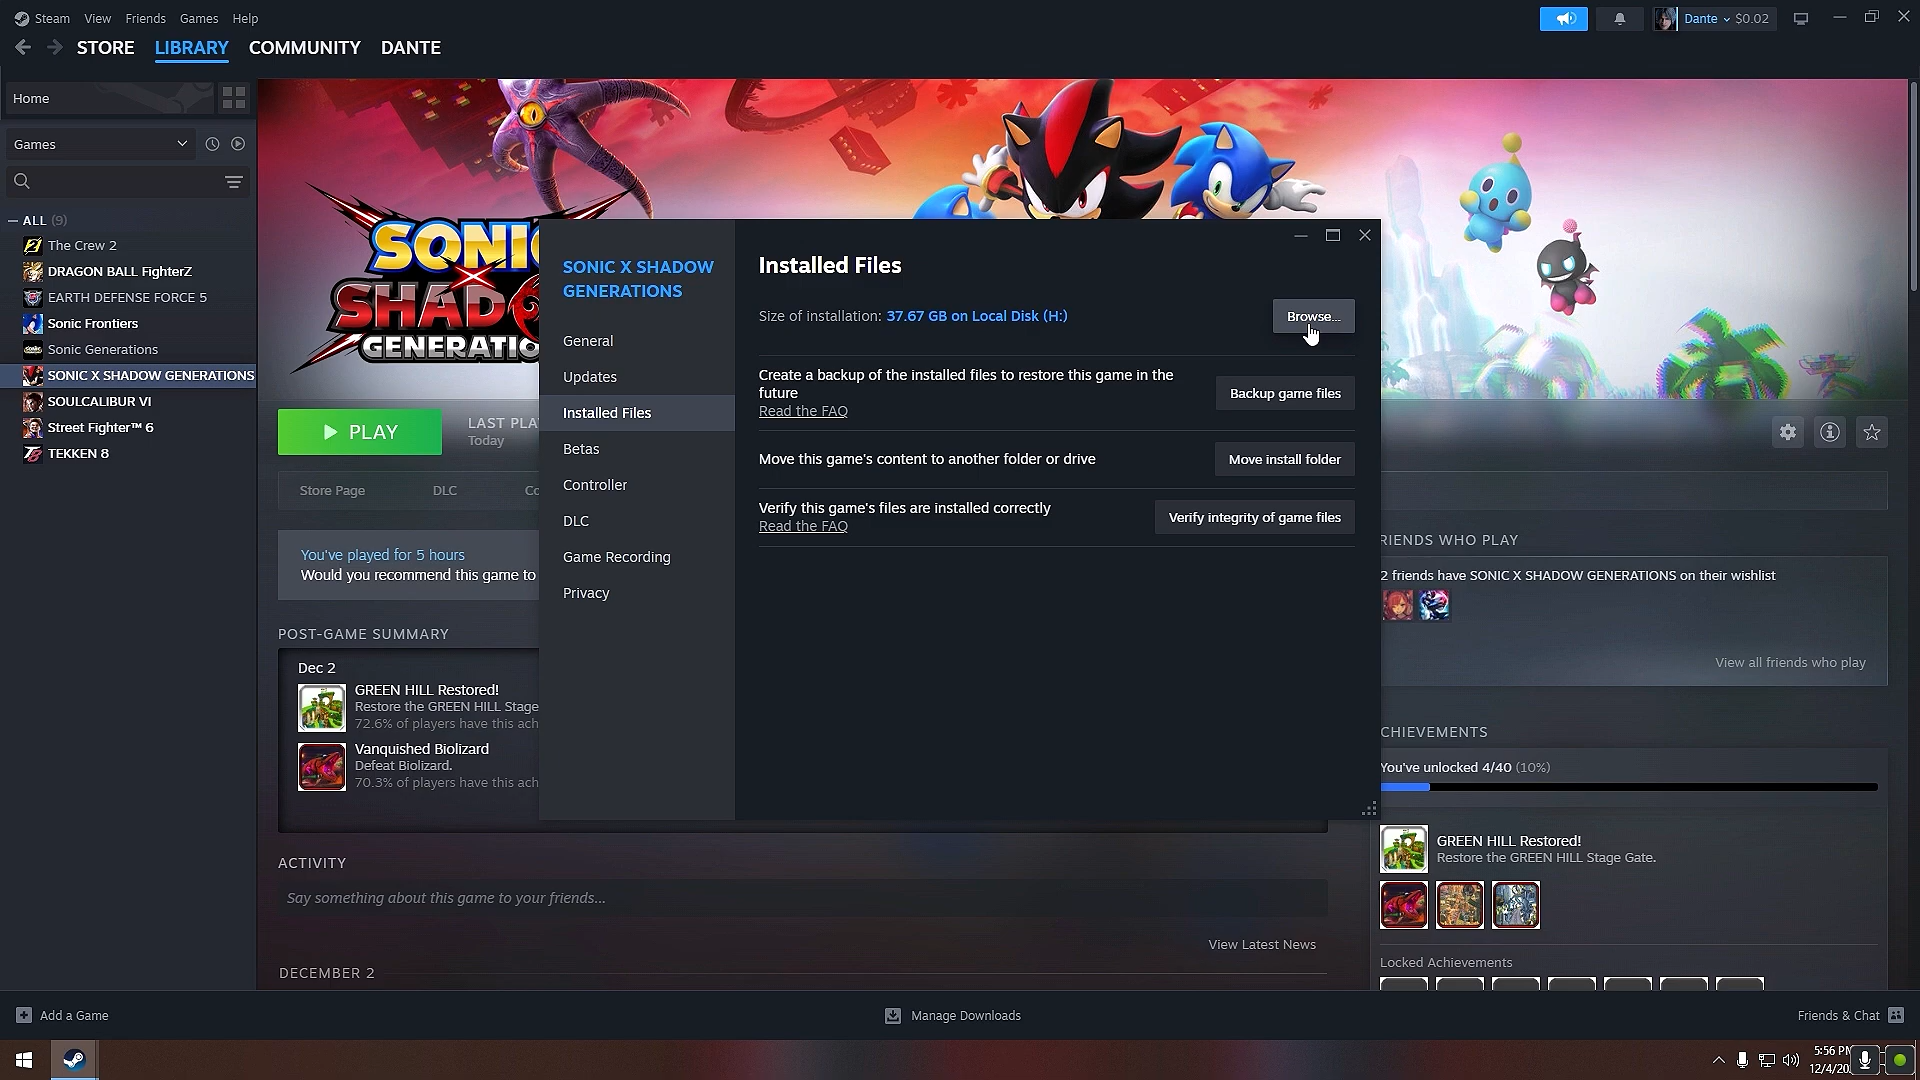 Steam View Friends Games Help
Dante $0.02
STORE LIBRARY COMMUNITY DANTE
Home
Games
ALL (9)
The Crew 2
DRAGON BALL FighterZ
EARTH DEFENSE FORCE 5
Sonic Frontiers
Sonic Generations
SONIC X SHADOW GENERATIONS
SOULCALIBUR VI
Street Fighter™ 6
TEKKEN 8
PLAY
LAST PLA
Today
Store Page DLC Co
You've played for 5 hours
Would you recommend this game to
POST-GAME SUMMARY
Dec 2
GREEN HILL Restored!
Restore the GREEN HILL Stage
72.6% of players have this ach
Vanquished Biolizard
Defeat Biolizard.
70.3% of players have this ach
ACTIVITY
Say something about this game to your friends...
View Latest News
DECEMBER 2
SONIC X SHADOW
GENERATIONS
General
Updates
Installed Files
Betas
Controller
DLC
Game Recording
Privacy
Installed Files
Size of installation: 37.67 GB on Local Disk (H:)
Browse...
Create a backup of the installed files to restore this game in the
future
Read the FAQ
Backup game files
Move this game's content to another folder or drive
Move install folder
Verify this game's files are installed correctly
Read the FAQ
Verify integrity of game files
RIENDS WHO PLAY
2 friends have SONIC X SHADOW GENERATIONS on their wishlist
View all friends who play
CHIEVEMENTS
You've unlocked 4/40 (10%)
GREEN HILL Restored!
Restore the GREEN HILL Stage Gate.
Locked Achievements
Add a Game
Manage Downloads
Friends & Chat
5:56 PM
12/4/20